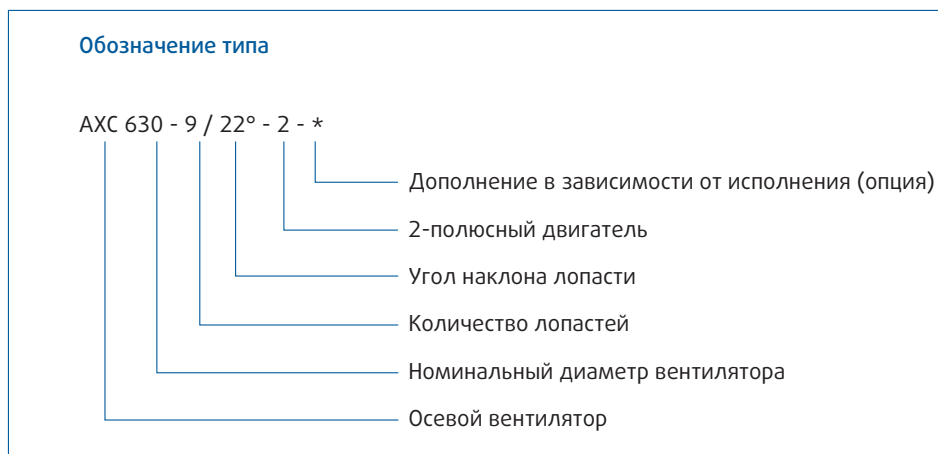 Обозначение типа
AXC 630 - 9 / 22° - 2 - *
Дополнение в зависимости от исполнения (опция)
2-полюсный двигатель
Угол наклона лопасти
Количество лопастей
Номинальный диаметр вентилятора
Осевой вентилятор